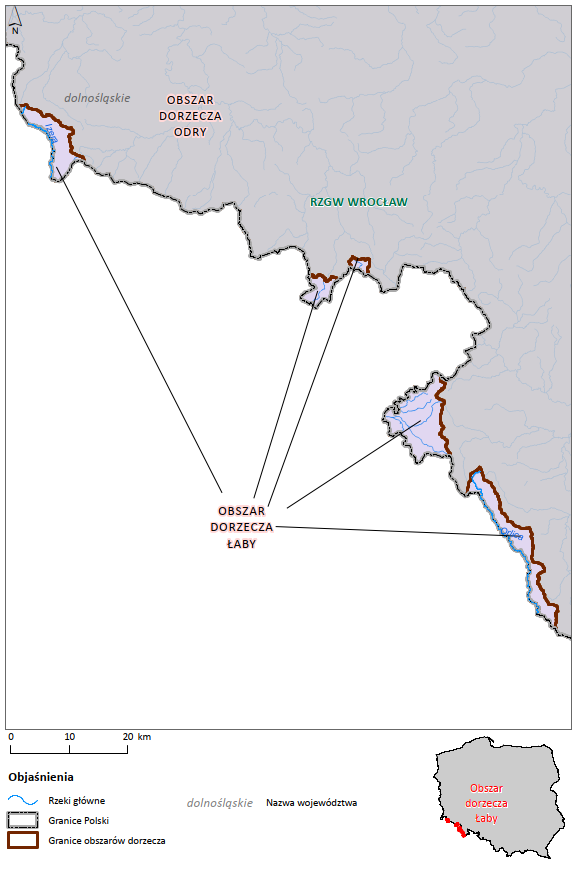 N
dolnośląskie
OBSZAR
DORZECZA
ODRY
RZGW WROCŁAW
OBSZAR
DORZECZA
ŁABY
0 10 20 km
Objaśnienia
Rzeki główne
Granice Polski
Granice obszarów dorzecza
dolnośląskie Nazwa województwa
Obszar
dorzecza
Łaby